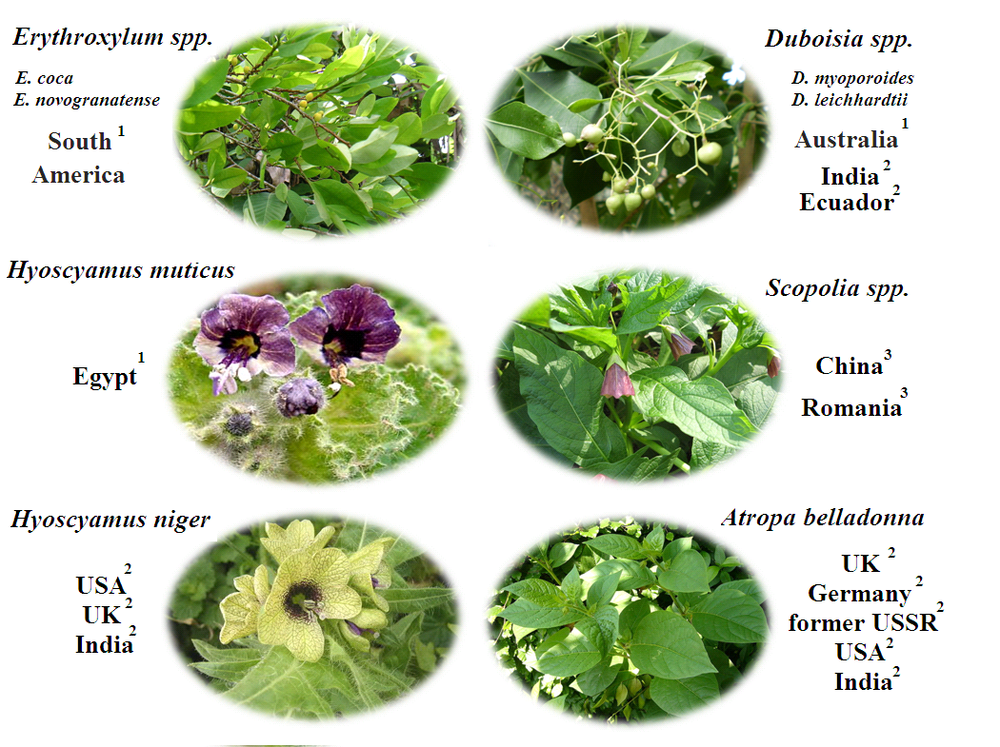 Erythroxylum spp.
E. coca
E. novogranatense
South 1
America
Duboisia spp.
D. myoporoides
D. leichhardtii
Australia 1
India 2
Ecuador 2
Hyoscyamus muticus
Egypt 1
Scopolia spp.
China 3
Romania 3
Hyoscyamus niger
USA 2
UK 2
India 2
Atropa belladonna
UK 2
Germany 2
former USSR 2
USA 2
India 2